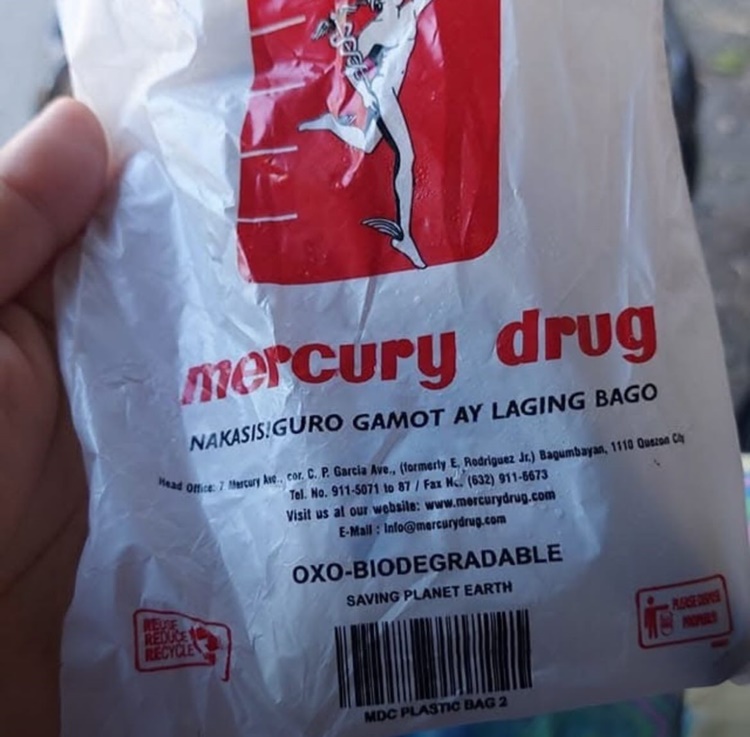 mercury drug
NAKASIS!GURO GAMOT AY LAGING BAGO
Head Office: 7 Mercury Ave., cor. C. P. Garcia Ave., (formerly E. Rodriguez Jr.) Bagumbayan, 1110 Quezon City
Tel. No. 911-5071 to 87 / Fax No. (632) 911-6673
Visit us at our website: www.mercurydrug.com
E-Mail : Info@mercurydrug.com
OXO-BIODEGRADABLE
SAVING PLANET EARTH
REUSE
REDUCE
RECYCLE
PLEASE DISPOSE
PROPERLY
MDC PLASTIC BAG 2